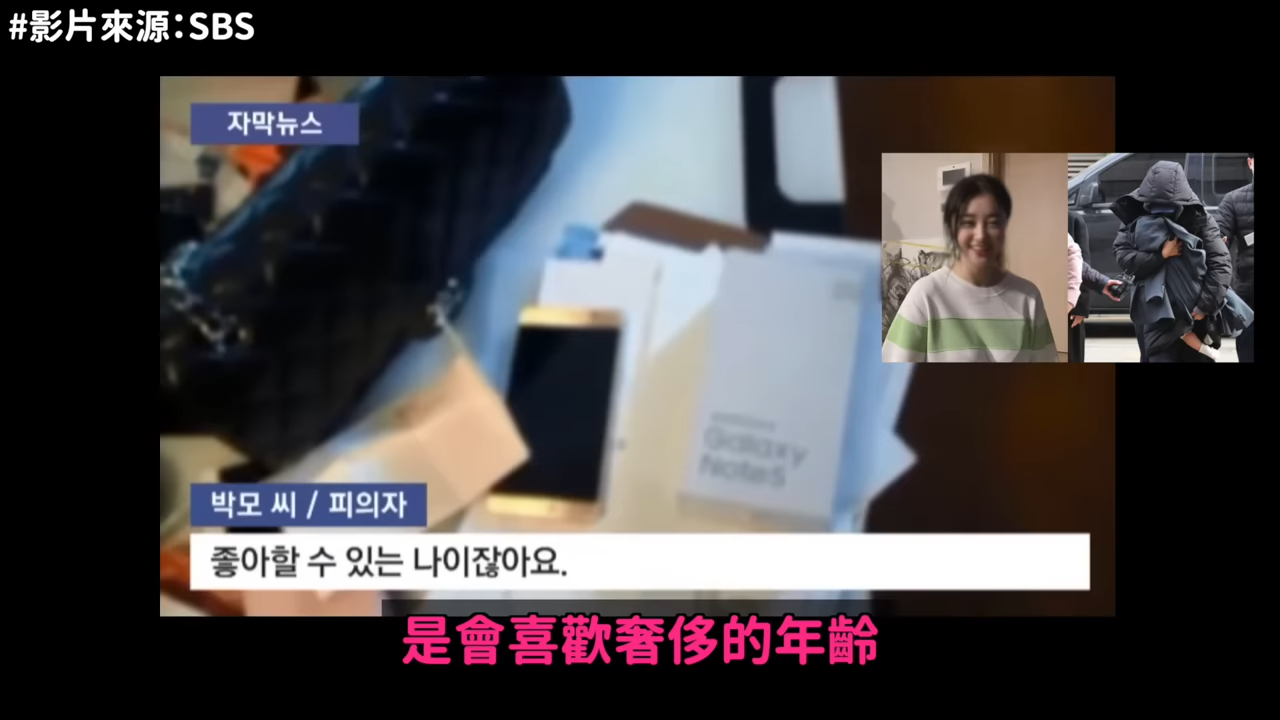 #影片來源:SBS
자막뉴스
Galaxy
Note5
박모 씨 / 피의자
좋아할 수 있는 나이잖아요.
是會喜歡奢侈的年齡